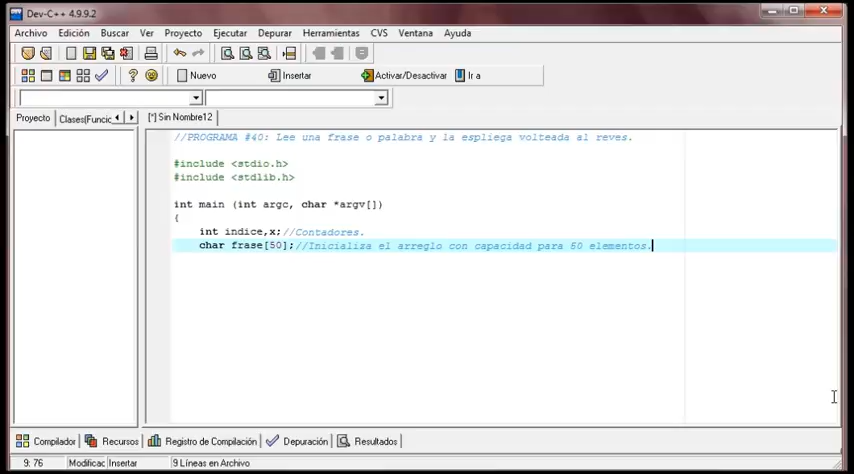 Dev-C++ 4.9.9.2
Archivo Edición Buscar Ver Proyecto Ejecutar Depurar Herramientas CVS Ventana Ayuda
Nuevo Insertar Activar/Desactivar Ir a
Proyecto Clases(Funcio [*] Sin Nombre12
//PROGRAMA #40: Lee una frase o palabra y la espliega volteada al reves.
#include <stdio.h>
#include <stdlib.h>
int main (int argc, char *argv[])
{
int indice,x;//Contadores.
char frase[50];//Inicializa el arreglo con capacidad para 50 elementos.
Compilador Recursos Registro de Compilación Depuración Resultados
9: 76 Modificac Insertar 9 Líneas en Archivo